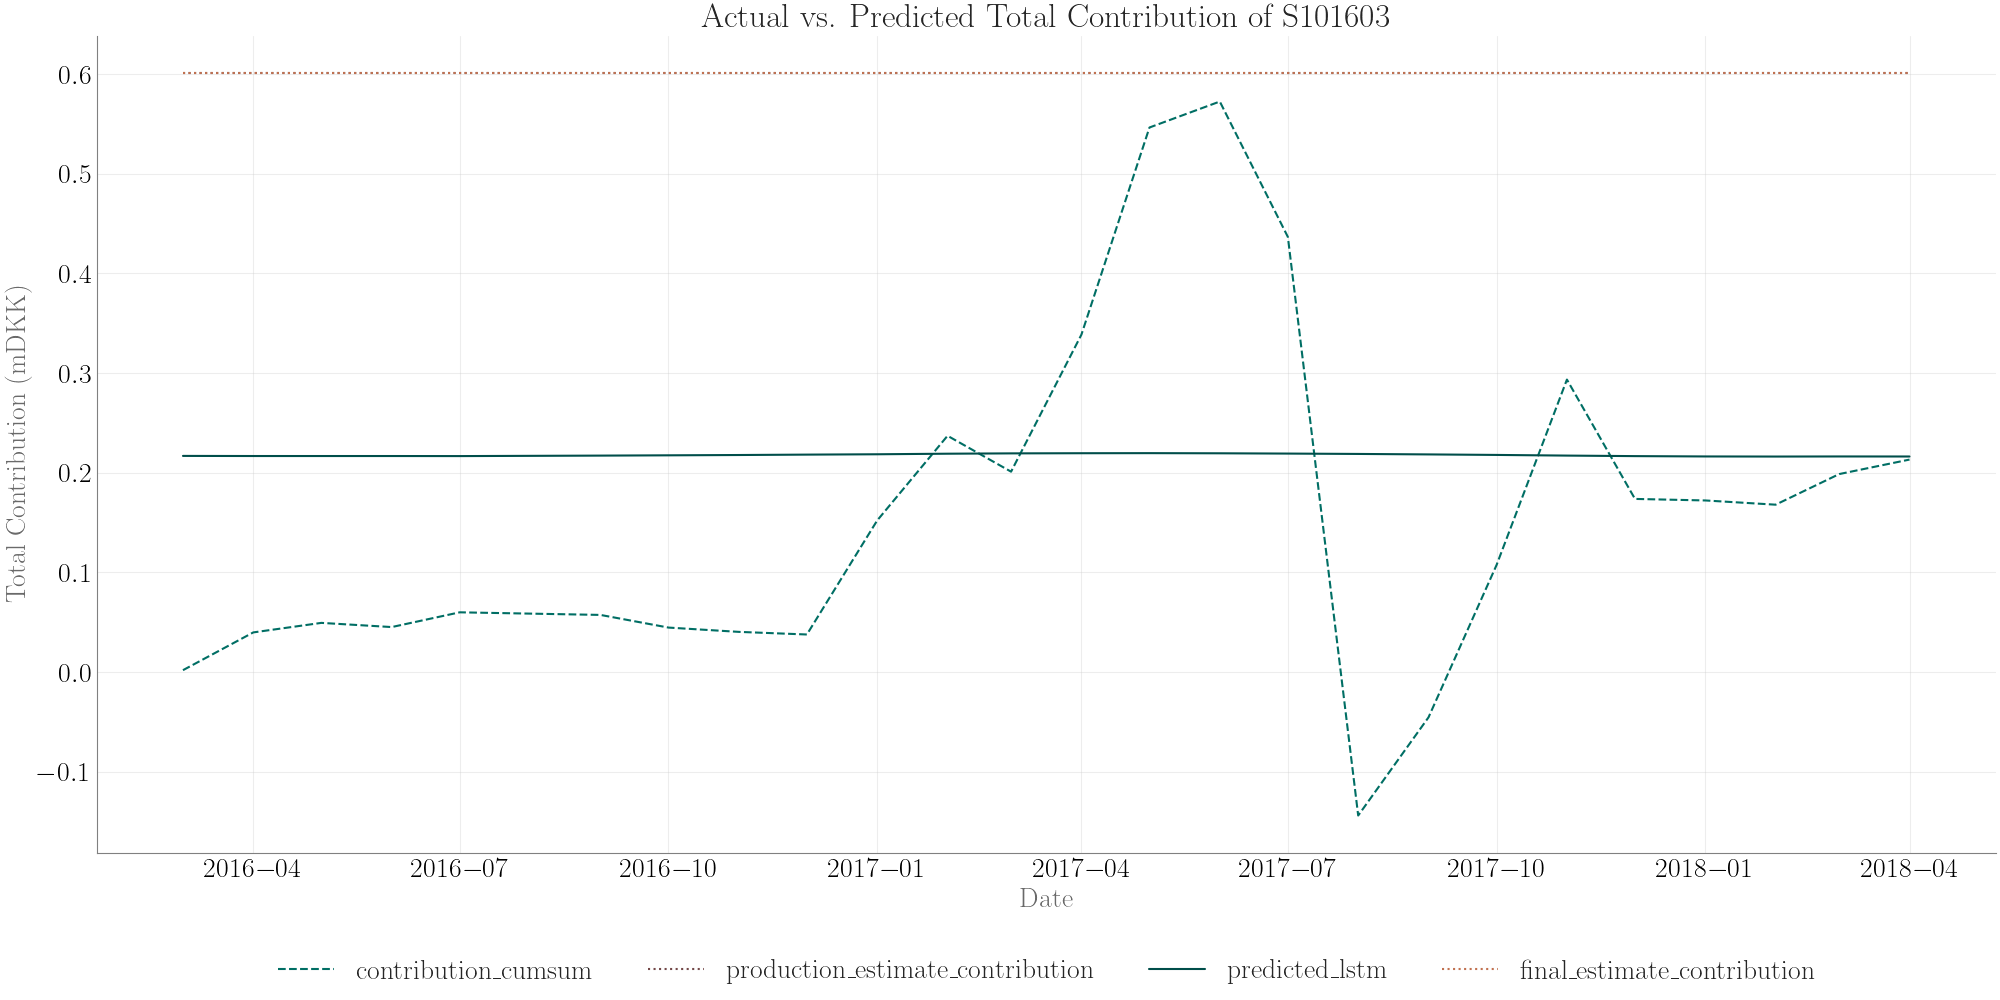 Actual vs. Predicted Total Contribution of S101603
Total Contribution (mDKK)
0.6
0.5
0.4
0.3
0.2
0.1
0.0
−0.1
2016−04 2016−07 2016−10 2017−01 2017−04 2017−07 2017−10 2018−01 2018−04
Date
contribution_cumsum production_estimate_contribution predicted_lstm final_estimate_contribution